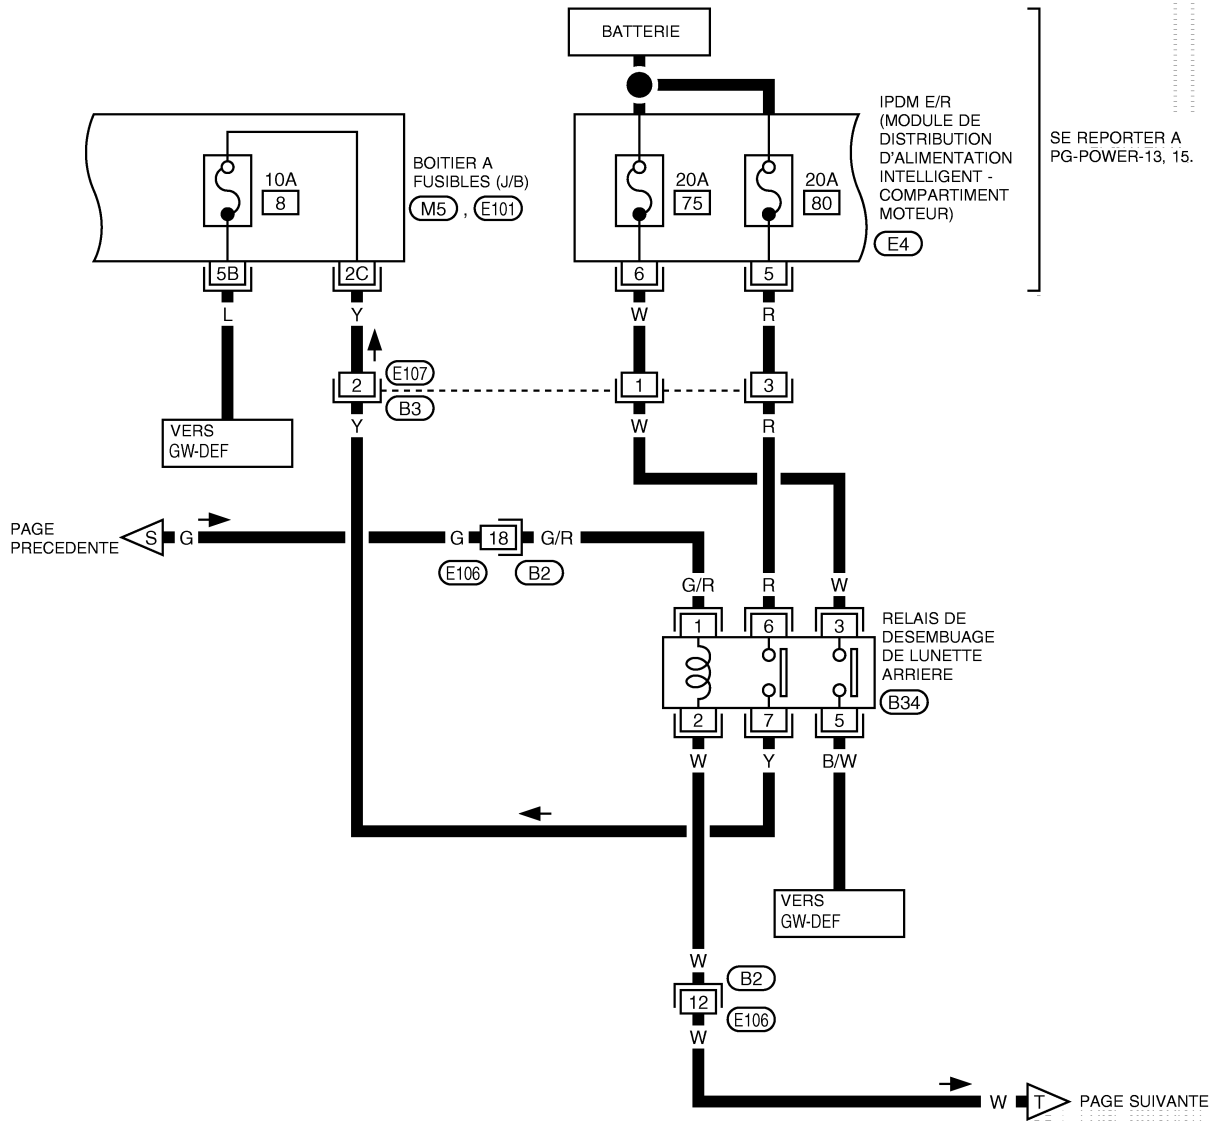 BATTERIE
IPDM E/R
(MODULE DE
DISTRIBUTION
D'ALIMENTATION
INTELLIGENT -
COMPARTIMENT
MOTEUR)
E4
SE REPORTER A
PG-POWER-13, 15.
BOITIER A
FUSIBLES (J/B)
M5 , E101
10A
8
20A
75
20A
80
5B
2C
6
5
L
Y
W
R
2
E107
B3
1
3
Y
W
R
VERS
GW-DEF
PAGE
PRECEDENTE
S
G
G
18
G/R
E106
B2
G/R
R
W
1
6
3
RELAIS DE
DESEMBUAGE
DE LUNETTE
ARRIERE
B34
2
7
5
W
Y
B/W
VERS
GW-DEF
W
B2
12
E106
W
W
T
PAGE SUIVANTE